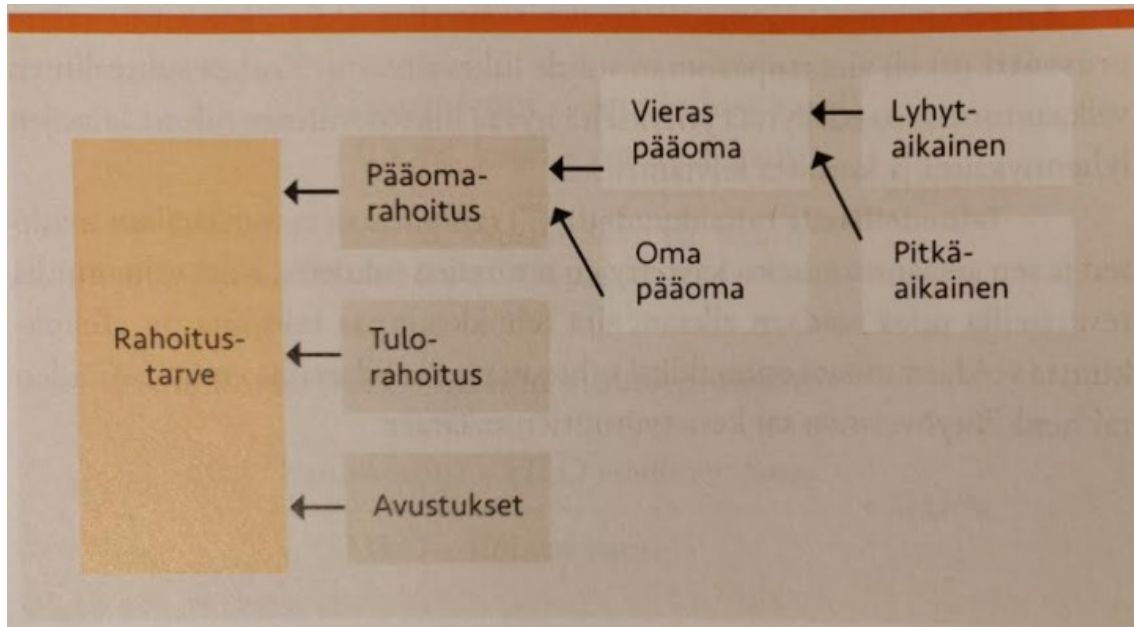 Vieras
pääoma
Lyhyt-
aikainen
Pääoma-
rahoitus
Oma
pääoma
Pitkä-
aikainen
Rahoitus-
tarve
Tulo-
rahoitus
Avustukset